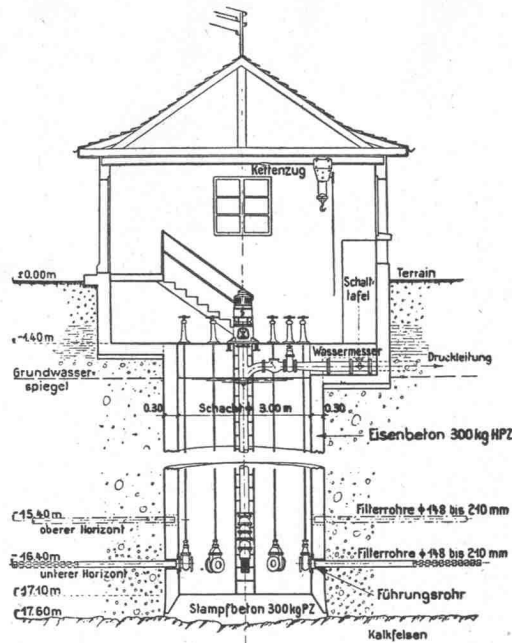 Kettenzug
±0.00m
Schalt
tafel
Terrain
-1.40m
Wassermesser
Druckleitung
Grundwasser
spiegel
0.30
Schacht ϕ 3.00 m
0.30
Eisenbeton 300 kg HPZ
-15.40m
oberer Horizont
Filterrohre ϕ 148 bis 210 mm
-16.40m
unterer Horizont
Filterrohre ϕ 148 bis 210 mm
-17.10m
Führungsrohr
-17.60m
Stampfbeton 300 kg PZ
Kalkfelsen